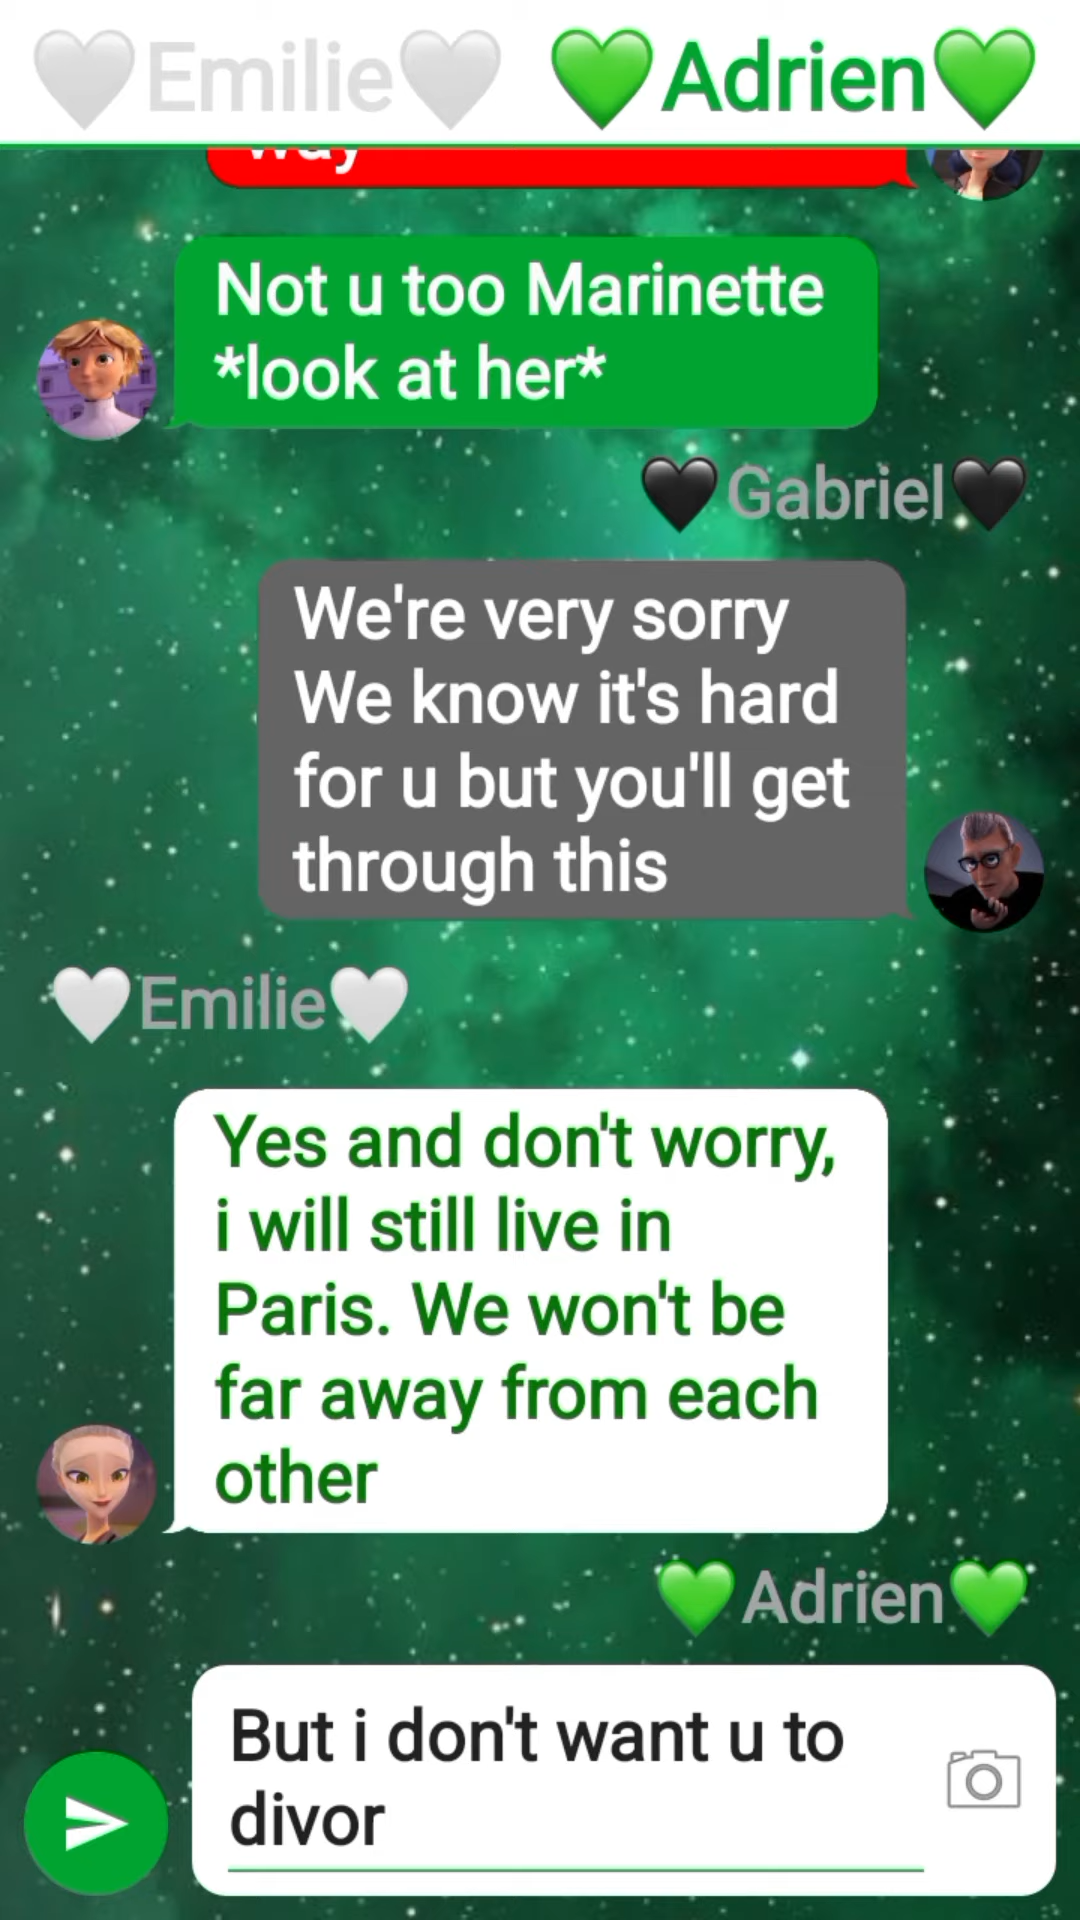 🤍Emilie🤍 💚Adrien💚
way
Not u too Marinette
*look at her*
🖤Gabriel🖤
We're very sorry
We know it's hard
for u but you'll get
through this
🤍Emilie🤍
Yes and don't worry,
i will still live in
Paris. We won't be
far away from each
other
💚Adrien💚
But i don't want u to
divor